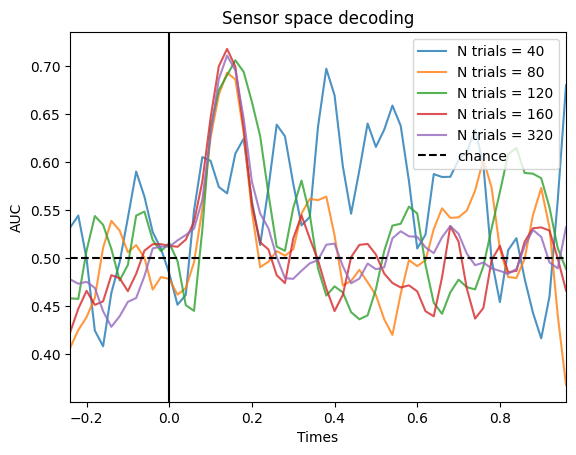 Sensor space decoding
N trials = 40
N trials = 80
N trials = 120
N trials = 160
N trials = 320
chance
AUC
0.70
0.65
0.60
0.55
0.50
0.45
0.40
−0.2
0.0
0.2
0.4
0.6
0.8
Times